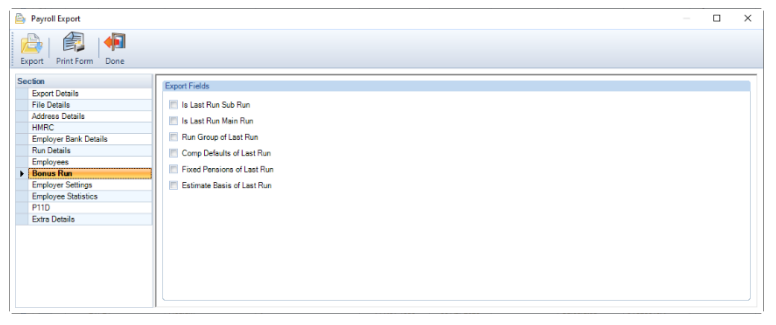 Payroll Export
Export
Print Form
Done
Section
Export Details
File Details
Address Details
HMRC
Employer Bank Details
Run Details
Employees
Bonus Run
Employer Settings
Employee Statistics
P11D
Extra Details
Export Fields
Is Last Run Sub Run
Is Last Run Main Run
Run Group of Last Run
Comp Defaults of Last Run
Fixed Pensions of Last Run
Estimate Basis of Last Run